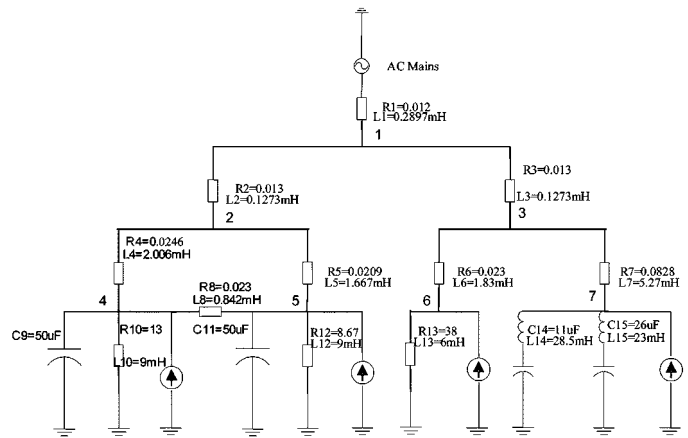 AC Mains
R1=0.012
L1=0.2897mH
1
R2=0.013
L2=0.1273mH
2
R3=0.013
L3=0.1273mH
3
R4=0.0246
L4=2.006mH
R5=0.0209
L5=1.667mH
R6=0.023
L6=1.83mH
R7=0.0828
L7=5.27mH
4
R8=0.023
L8=0.842mH
5
6
7
C9=50uF
R10=13
L10=9mH
C11=50uF
R12=8.67
L12=9mH
R13=38
L13=6mH
C14=11uF
L14=28.5mH
C15=26uF
L15=23mH